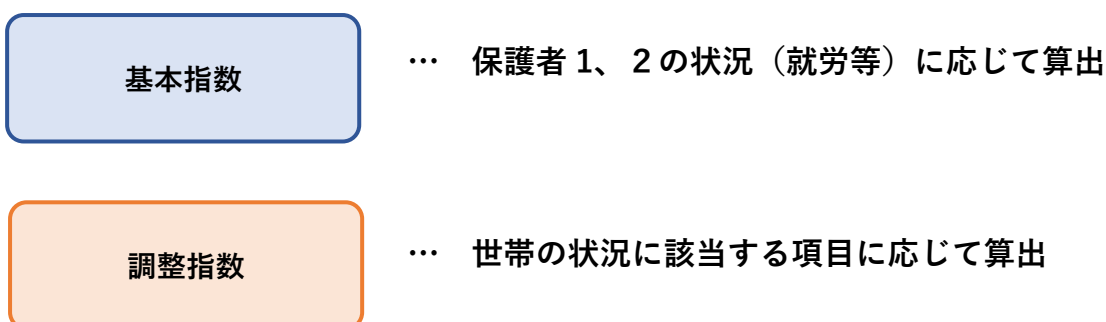 基本指数
… 保護者1、2の状況（就労等）に応じて算出
調整指数
… 世帯の状況に該当する項目に応じて算出